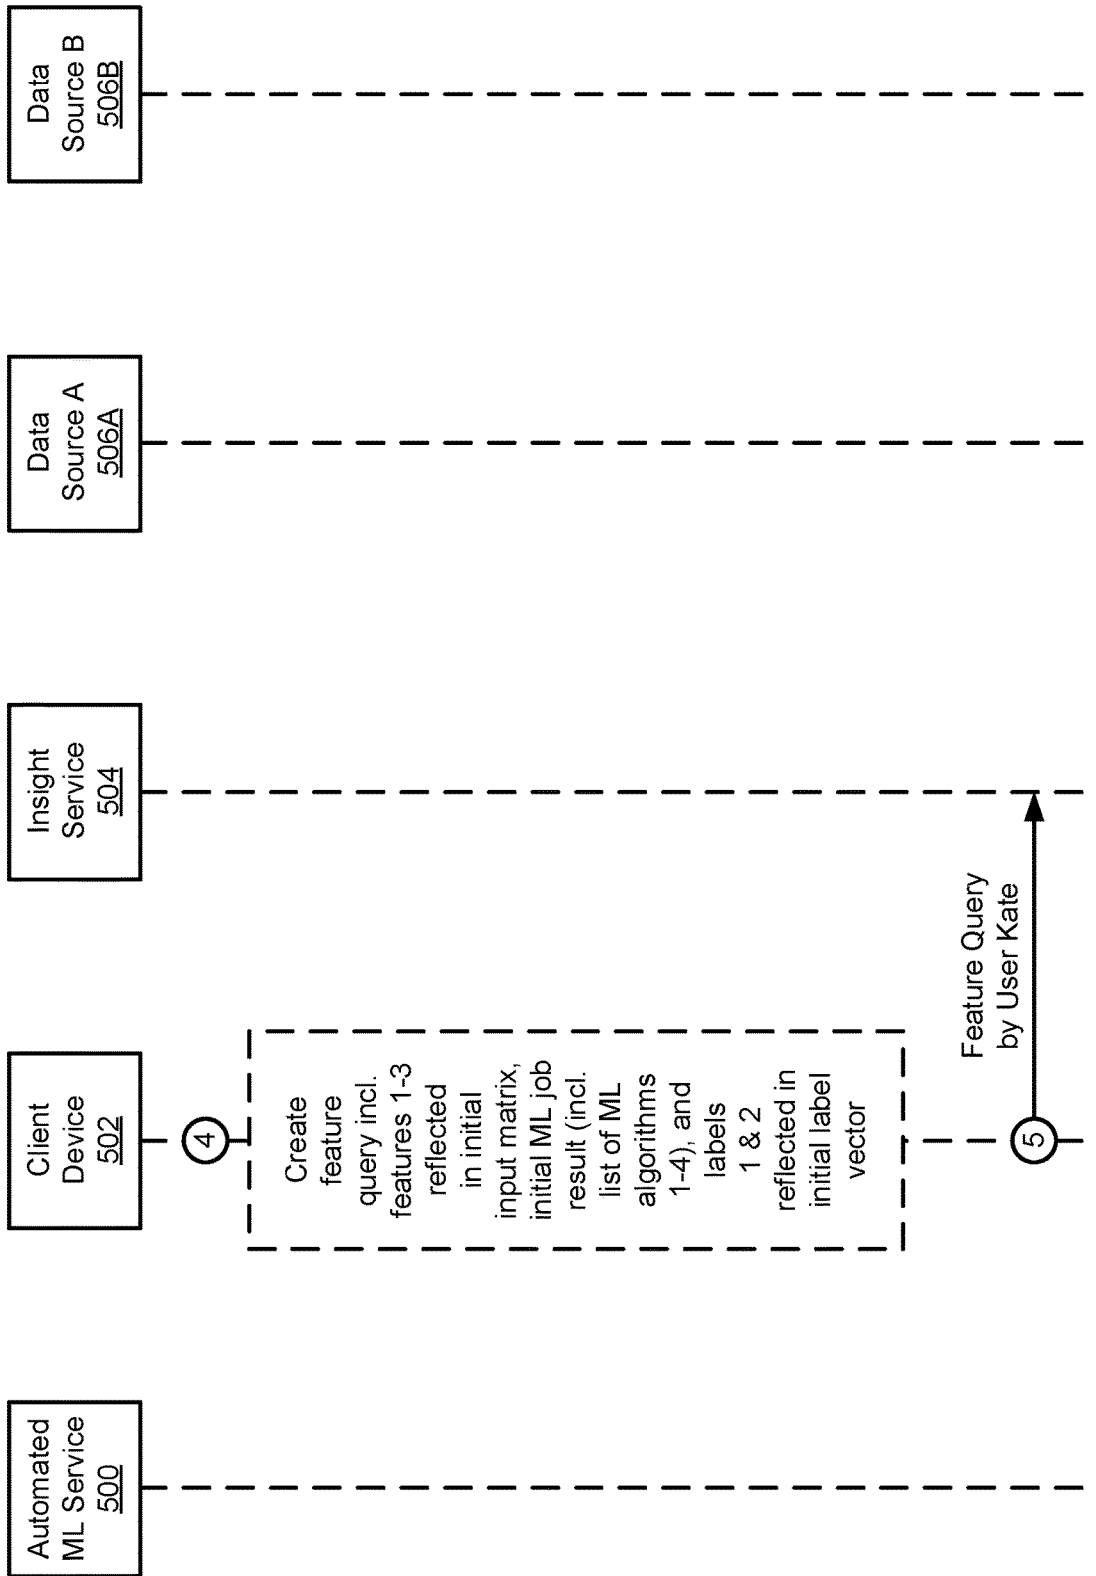 Automated
ML Service
500
Client
Device
502
Insight
Service
504
Data
Source A
506A
Data
Source B
506B
4
Create
feature
query incl.
features 1-3
reflected
in initial
input matrix,
initial ML job
result (incl.
list of ML
algorithms
1-4), and
labels
1 & 2
reflected in
initial label
vector
Feature Query
by User Kate
5